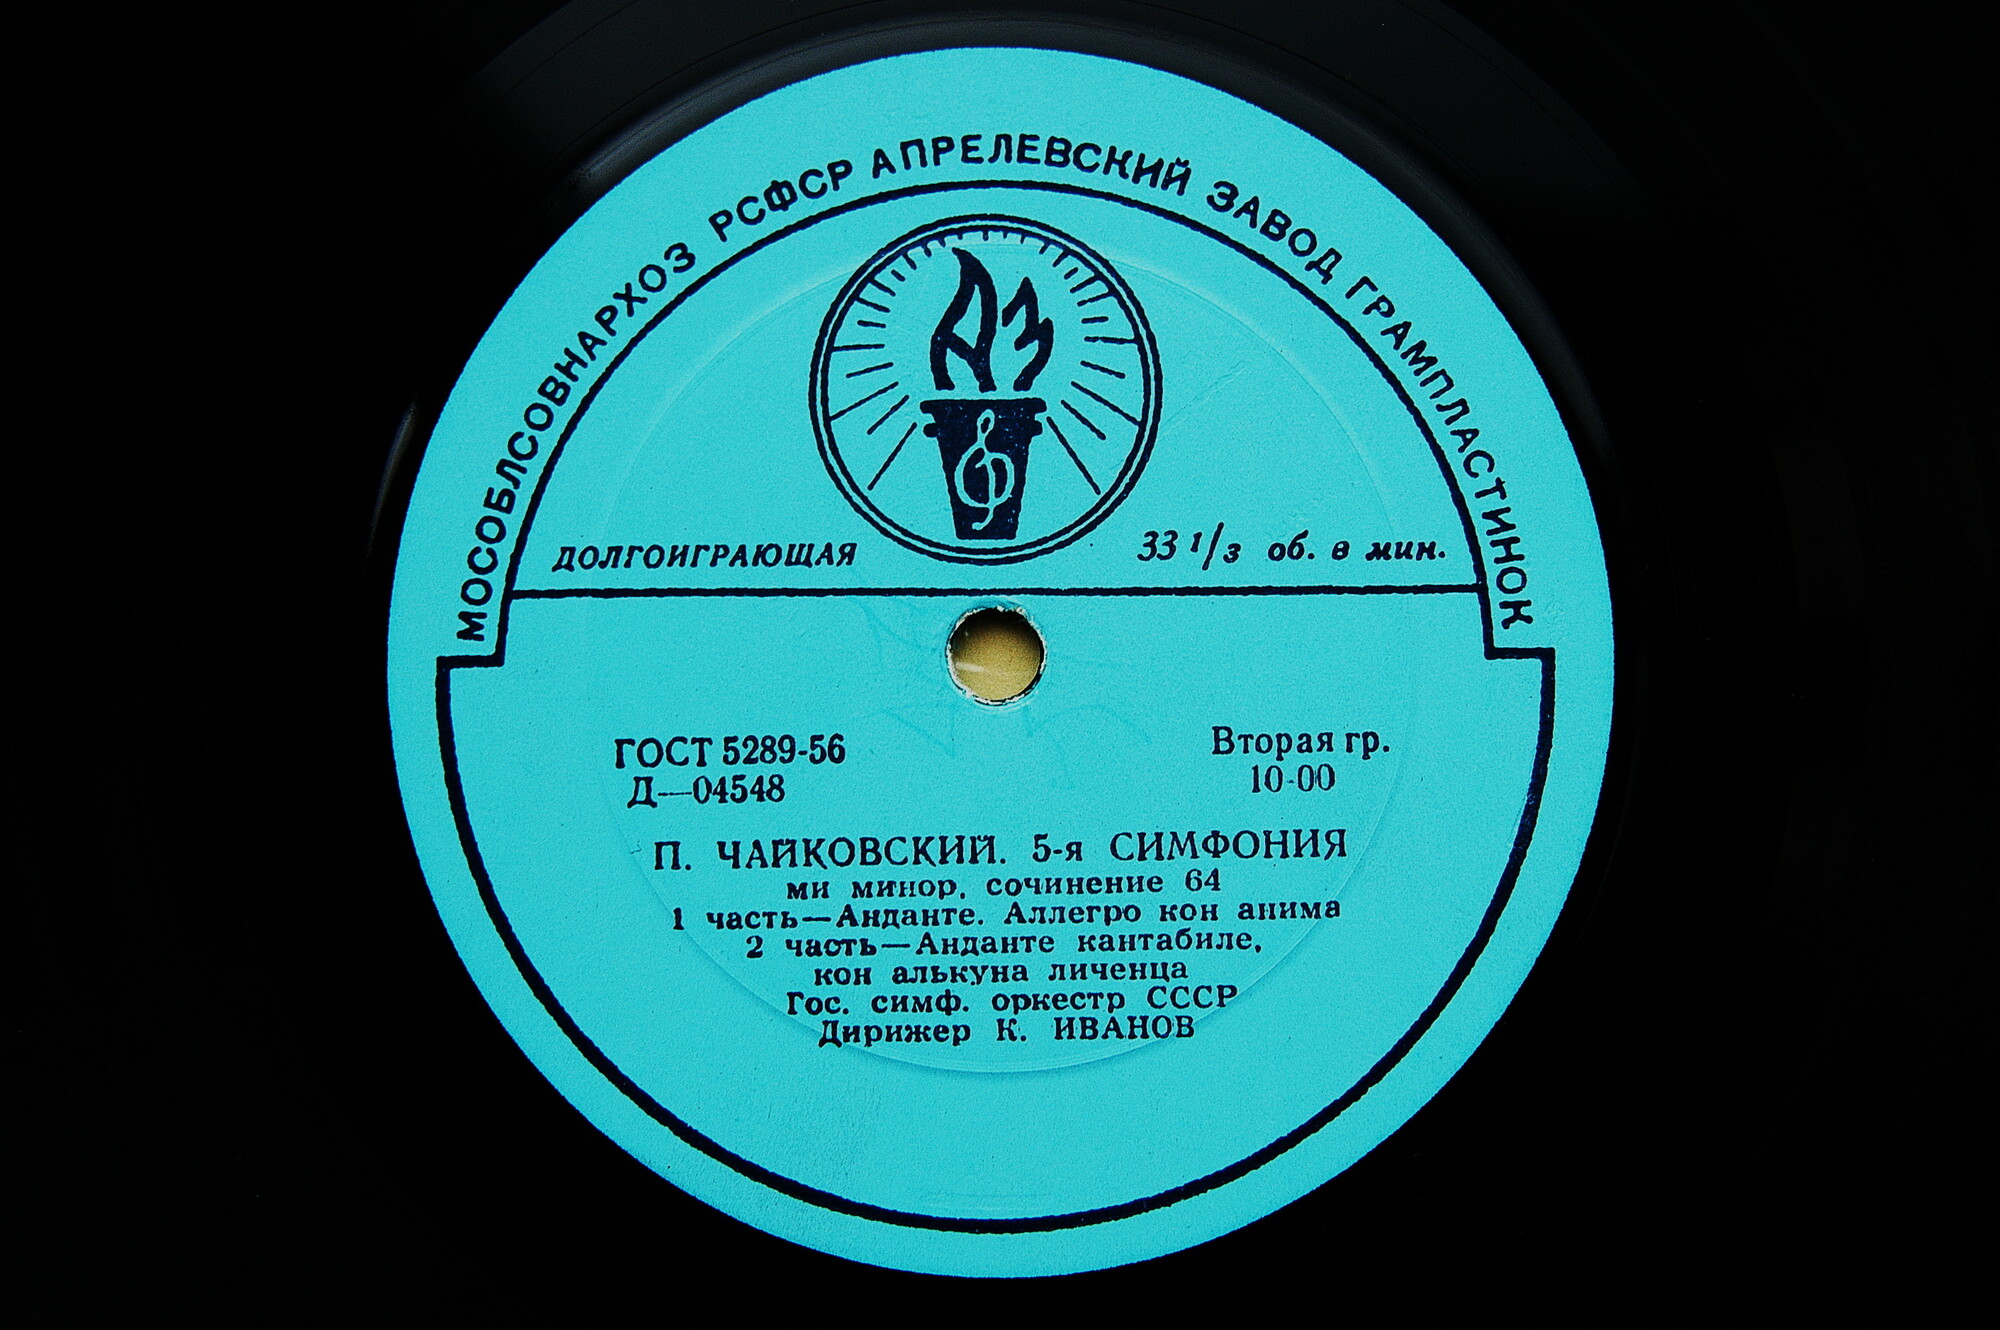 МОСОБЛСОВНАРХОЗ РСФСР АПРЕЛЕВСКИЙ ЗАВОД ГРАМПЛАСТИНОК
АЗ
ДОЛГОИГРАЮЩАЯ 33 1/3 об. в мин.
ГОСТ 5289-56 Вторая гр.
Д—04548 10-00
П. ЧАЙКОВСКИЙ. 5-я СИМФОНИЯ
ми минор, сочинение 64
1 часть—Анданте. Аллегро кон анима
2 часть—Анданте кантабиле,
кон алькуна личенца
Гос. симф. оркестр СССР
Дирижер К. ИВАНОВ